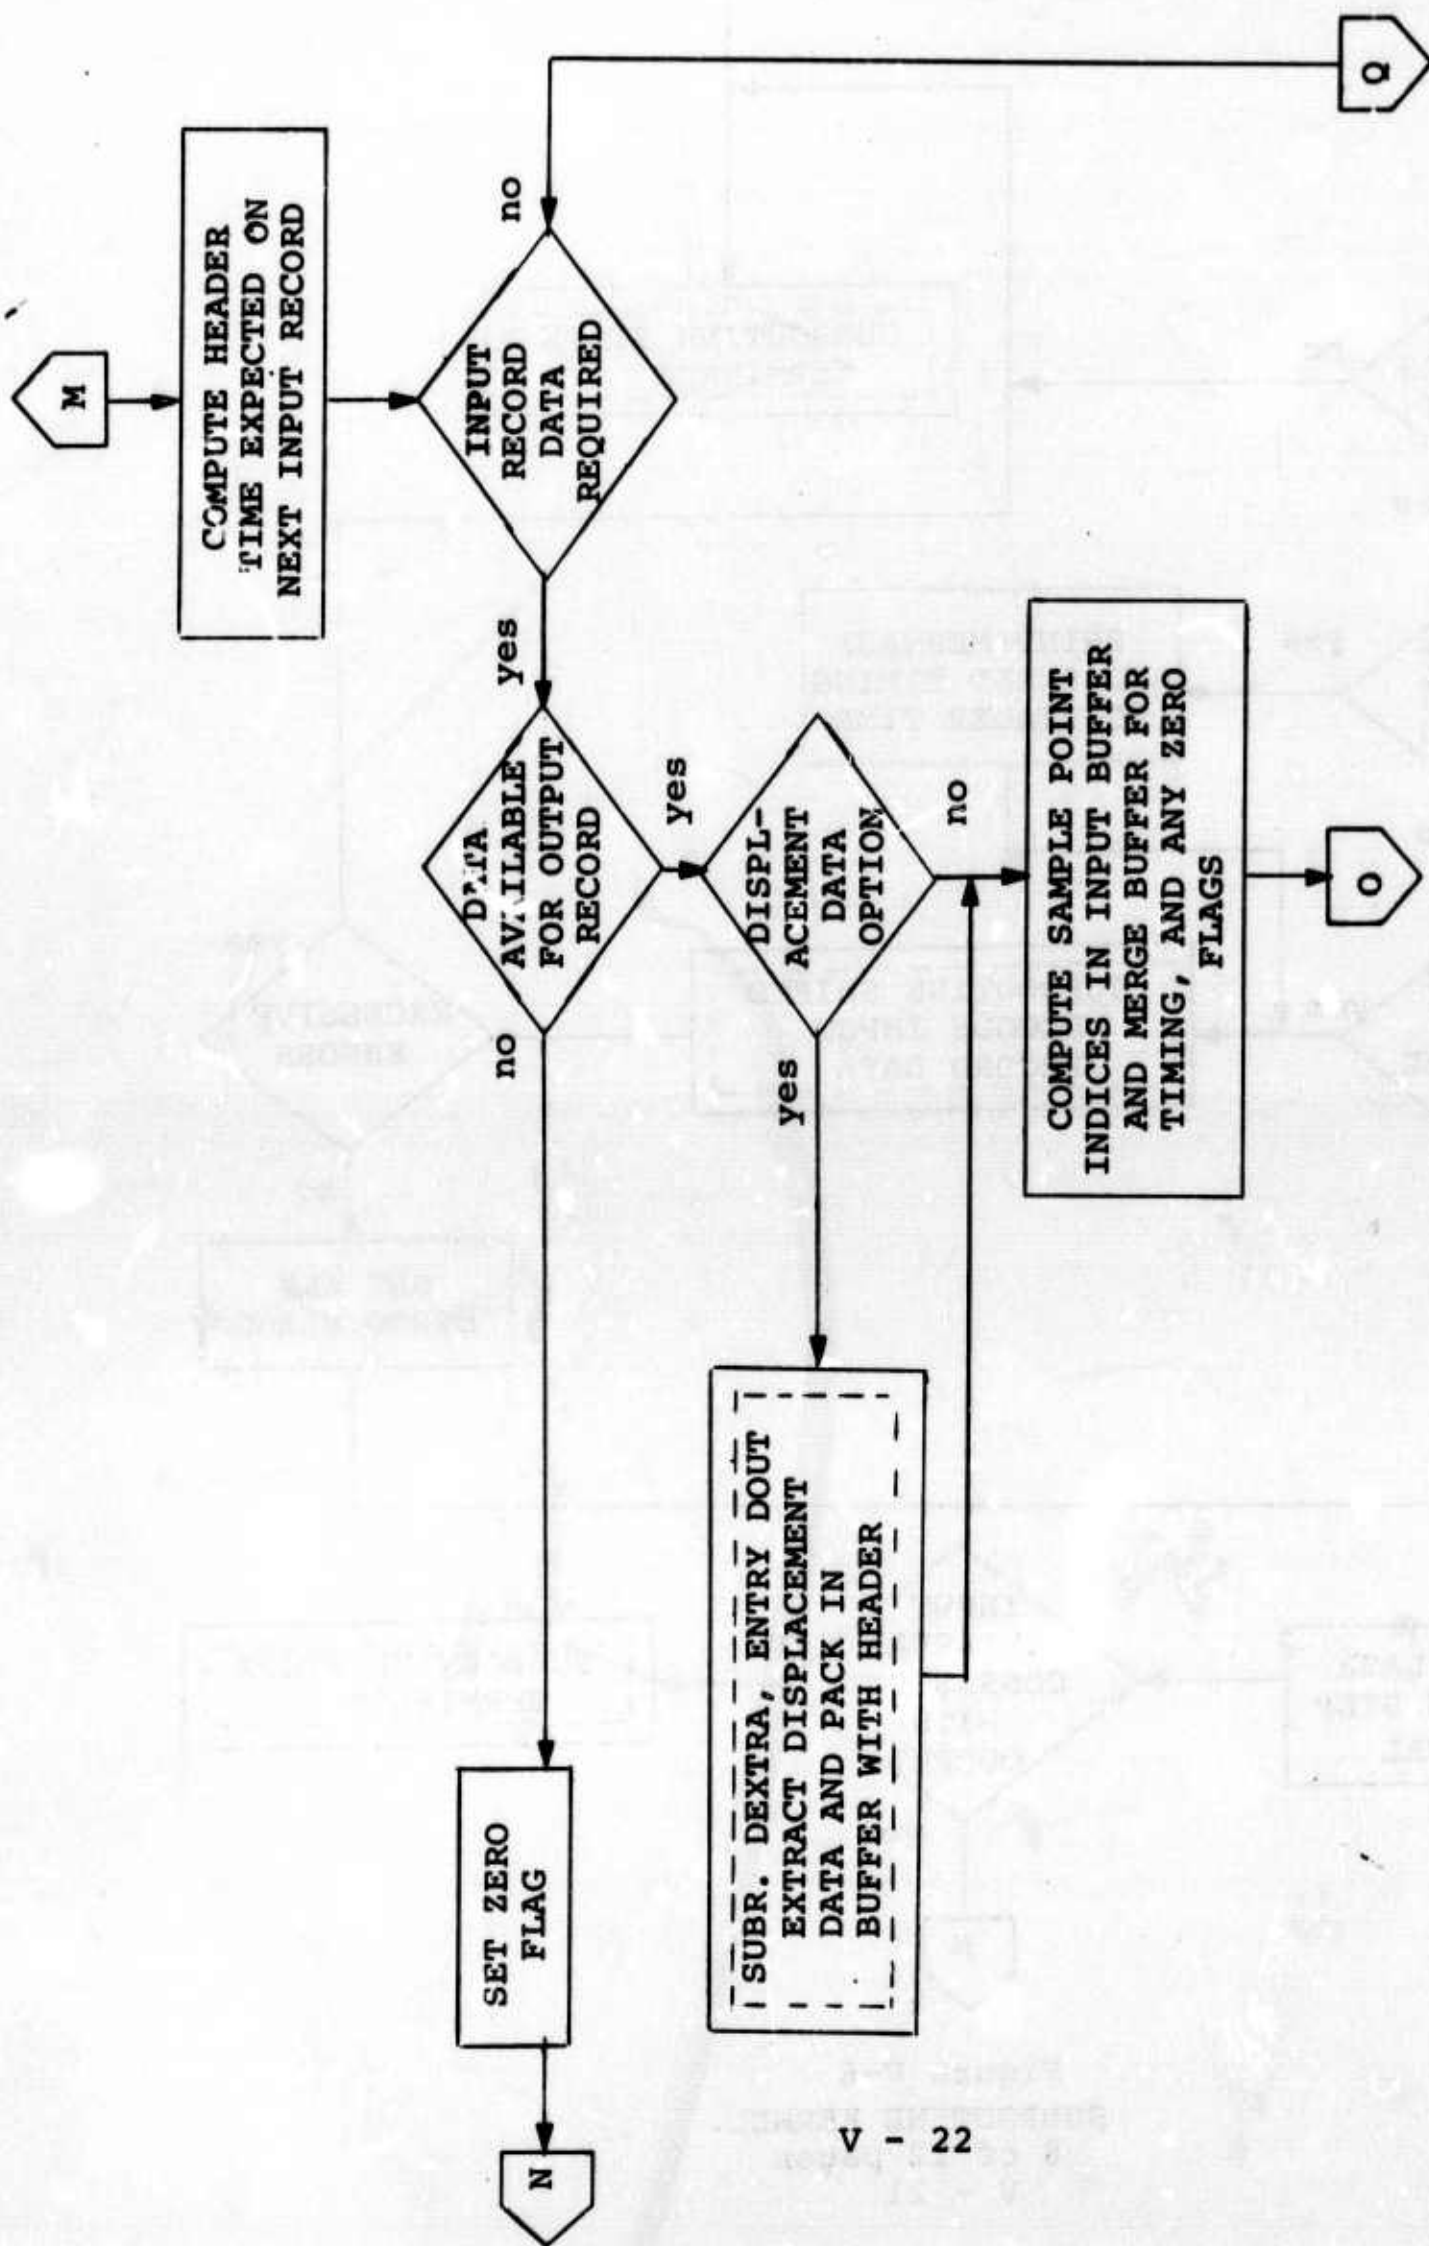 M
COMPUTE HEADER
TIME EXPECTED ON
NEXT INPUT RECORD
INPUT
RECORD
DATA
REQUIRED
no
Q
yes
DATA
AVAILABLE
FOR OUTPUT
RECORD
no
SET ZERO
FLAG
N
yes
DISPL-
ACEMENT
DATA
OPTION
yes
SUBR. DEXTRA, ENTRY DOUT
EXTRACT DISPLACEMENT
DATA AND PACK IN
BUFFER WITH HEADER
no
COMPUTE SAMPLE POINT
INDICES IN INPUT BUFFER
AND MERGE BUFFER FOR
TIMING, AND ANY ZERO
FLAGS
O
V - 22